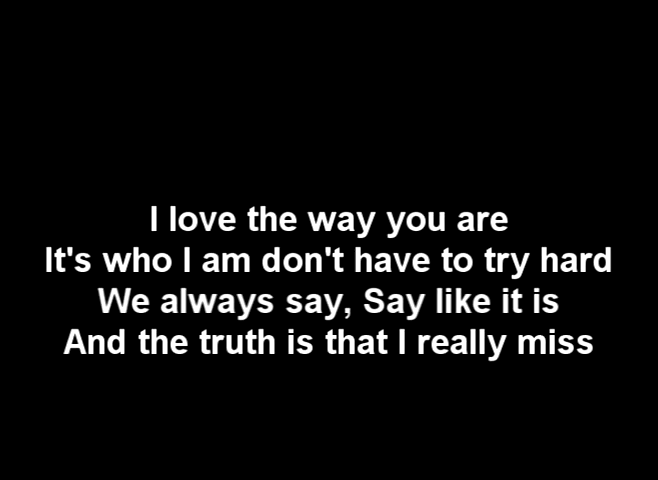 I love the way you are
It's who I am don't have to try hard
We always say, Say like it is
And the truth is that I really miss